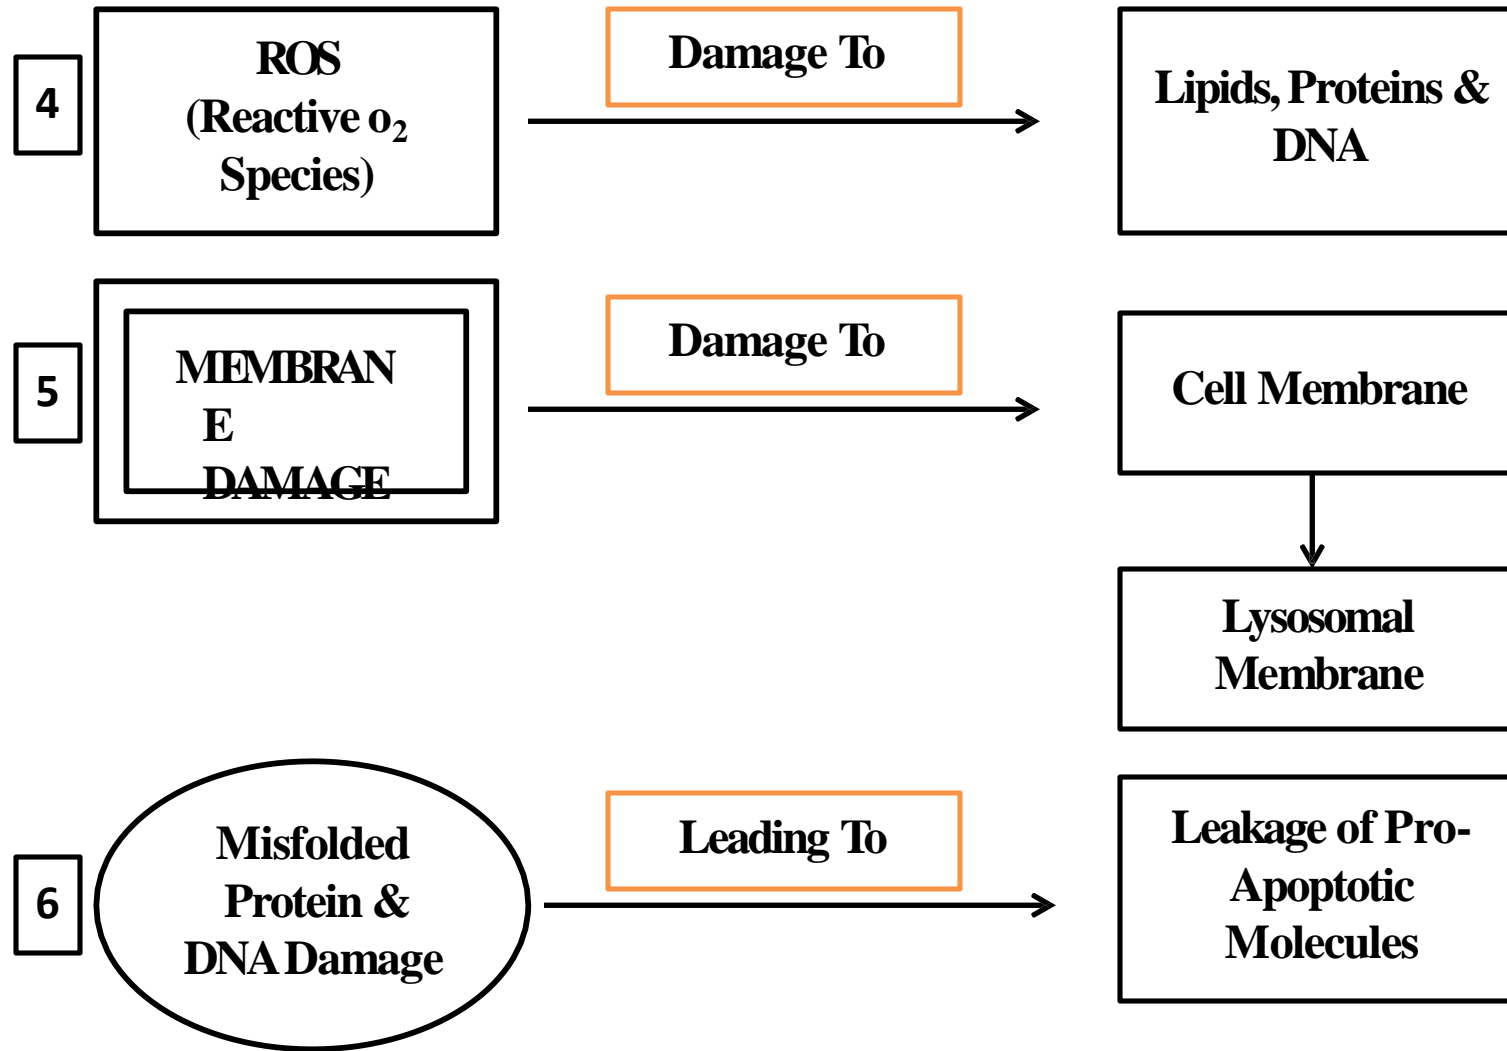 4
ROS
(Reactive o₂
Species)
Damage To
Lipids, Proteins &
DNA
5
MEMBRAN
E
DAMAGE
Damage To
Cell Membrane
Lysosomal
Membrane
6
Misfolded
Protein &
DNA Damage
Leading To
Leakage of Pro-
Apoptotic
Molecules